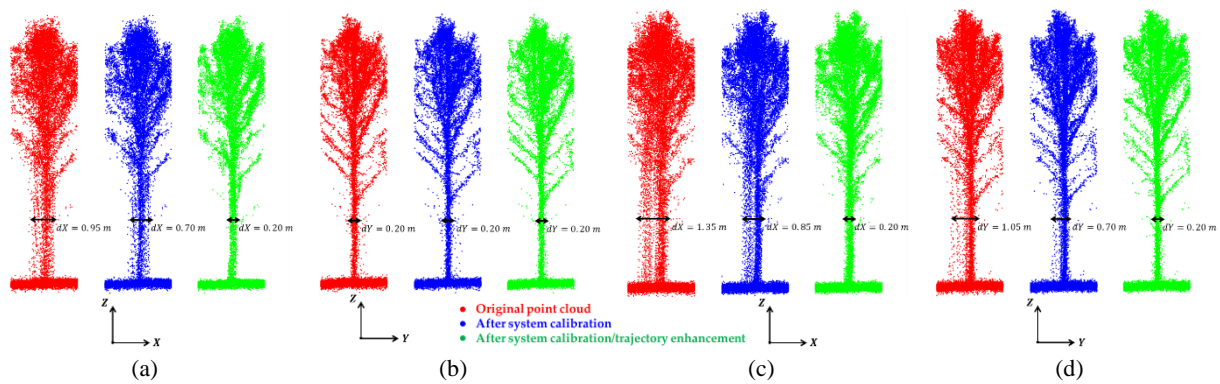 dX = 0.95 m
dX = 0.70 m
dX = 0.20 m
dY = 0.20 m
dY = 0.20 m
dY = 0.20 m
dX = 1.35 m
dX = 0.85 m
dX = 0.20 m
dY = 1.05 m
dY = 0.70 m
dY = 0.20 m
Z
X
Z
Y
Z
X
Z
Y
Original point cloud
After system calibration
After system calibration/trajectory enhancement
(a)
(b)
(c)
(d)